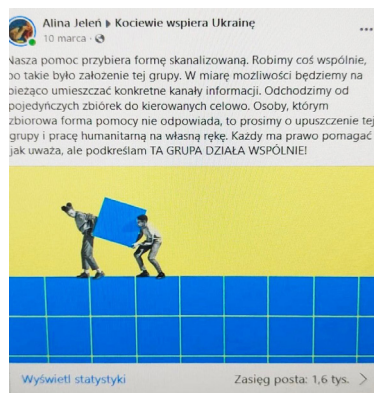 Alina Jeleń ▸ Kociewie wspiera Ukrainę
10 marca ·
Nasza pomoc przybiera formę skanalizowaną. Robimy coś wspólnie,
bo takie było założenie tej grupy. W miarę możliwości będziemy na
bieżąco umieszczać konkretne kanały informacji. Odchodzimy od
pojedyńczych zbiórek do kierowanych celowo. Osoby, którym
zbiorowa forma pomocy nie odpowiada, to prosimy o upuszczenie tej
grupy i pracę humanitarną na własną rękę. Każdy ma prawo pomagać
jak uważa, ale podkreślam TA GRUPA DZIAŁA WSPÓLNIE!
Wyświetl statystyki
Zasięg posta: 1,6 tys.